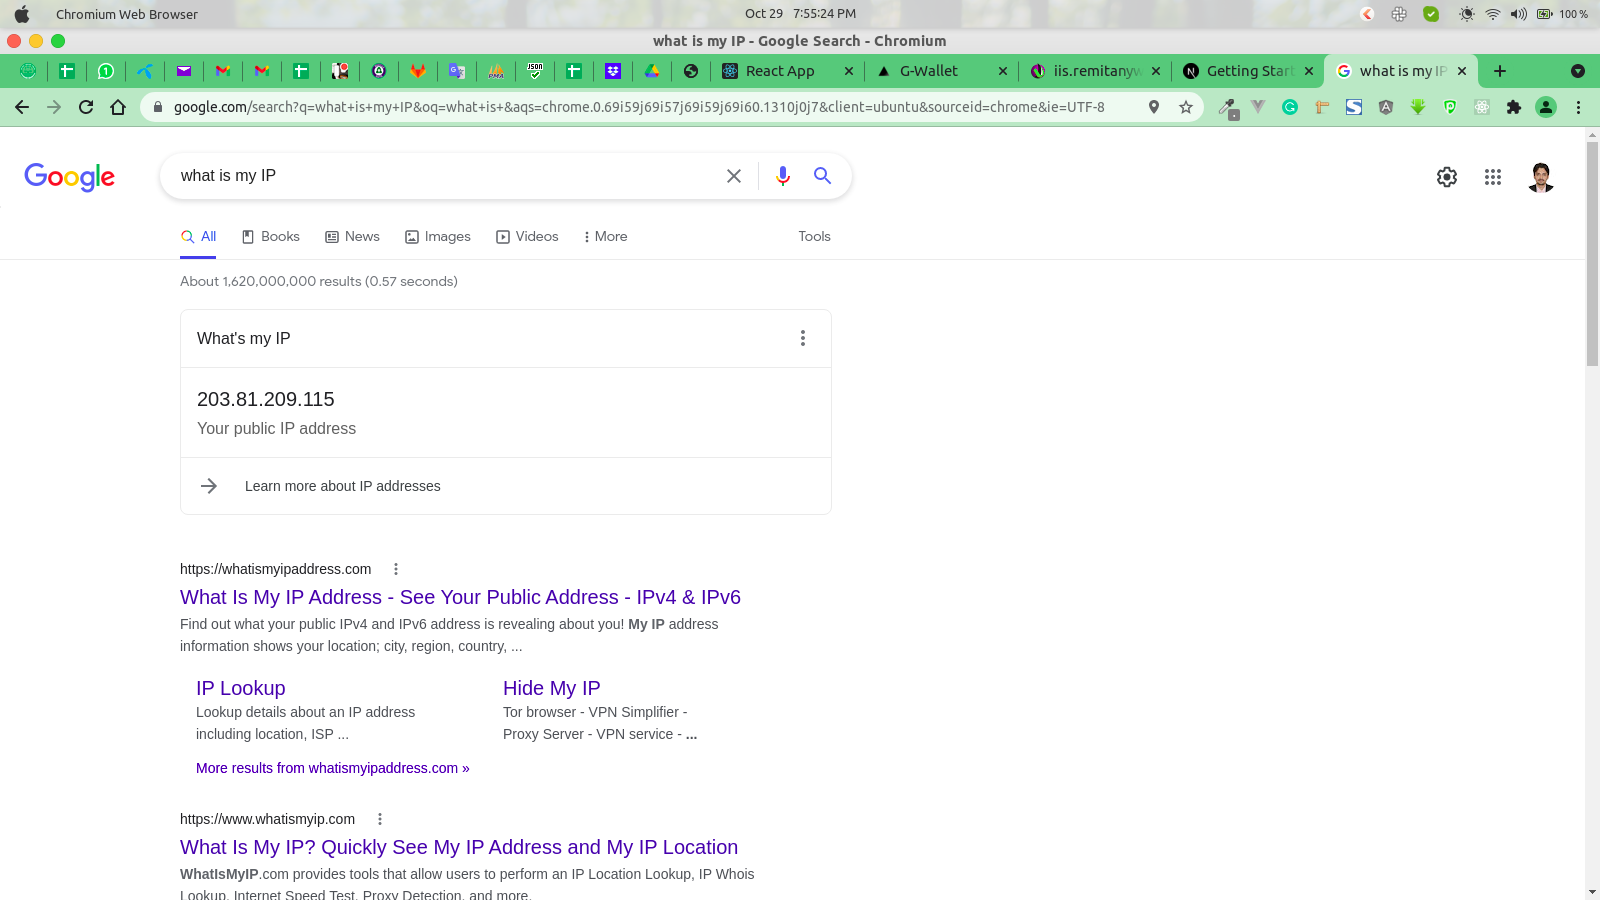 Chromium Web Browser
Oct 29 7:55:24 PM
100 %
what is my IP - Google Search - Chromium
React App
G-Wallet
iis.remitanyw
Getting Start
what is my IP
google.com/search?q=what+is+my+IP&oq=what+is+&aqs=chrome.0.69i59j69i57j69i59j69i60.1310j0j7&client=ubuntu&sourceid=chrome&ie=UTF-8
Google
what is my IP
All
Books
News
Images
Videos
More
Tools
About 1,620,000,000 results (0.57 seconds)
What's my IP
203.81.209.115
Your public IP address
Learn more about IP addresses
https://whatismyipaddress.com
What Is My IP Address - See Your Public Address - IPv4 & IPv6
Find out what your public IPv4 and IPv6 address is revealing about you! My IP address
information shows your location; city, region, country, ...
IP Lookup
Lookup details about an IP address
including location, ISP ...
Hide My IP
Tor browser - VPN Simplifier -
Proxy Server - VPN service - ...
More results from whatismyipaddress.com »
https://www.whatismyip.com
What Is My IP? Quickly See My IP Address and My IP Location
WhatIsMyIP.com provides tools that allow users to perform an IP Location Lookup, IP Whois
Lookup, Internet Speed Test, Proxy Detection, and more.